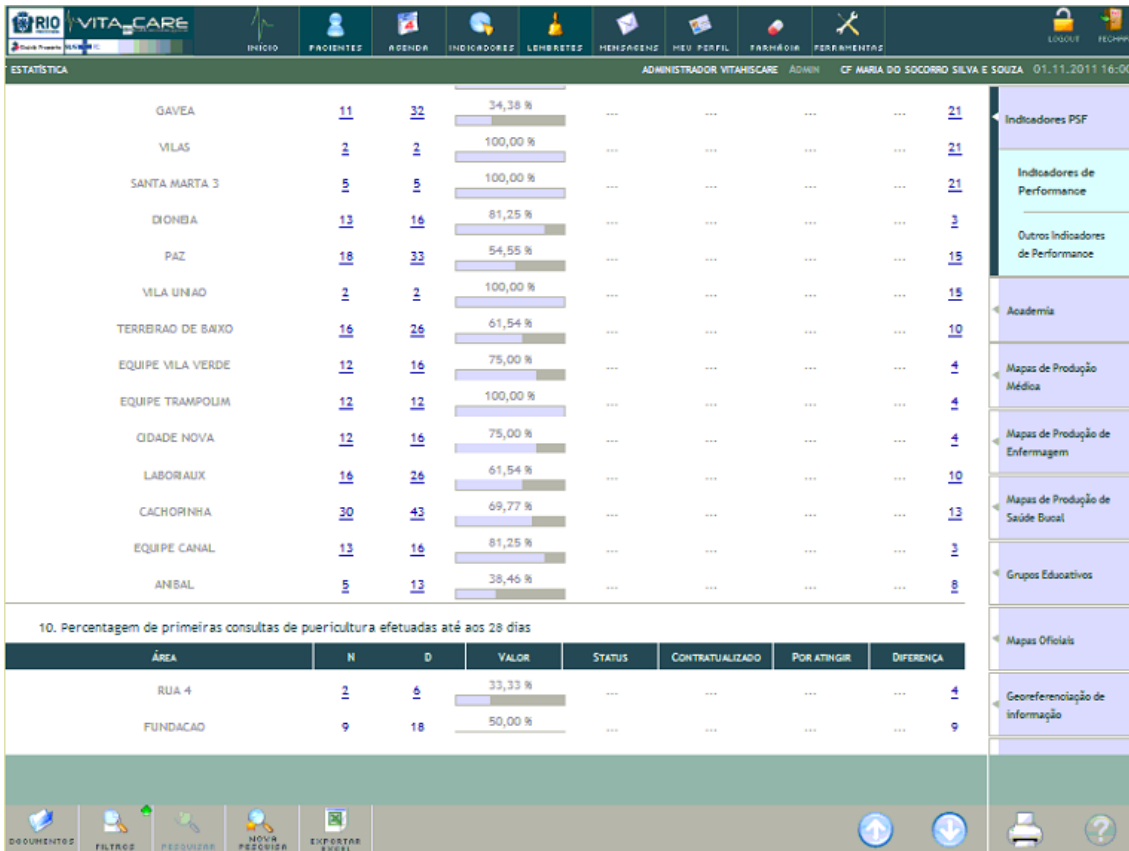 RIO VITA CARE
INICIO PACIENTES AGENDA INDICADORES LEMBRETES MENSAGENS MEU PERFIL FARMÁCIA FERRAMENTAS LOGOUT FECHAR
ESTATÍSTICA ADMINISTRADOR VITAHISCARE ADMIN CF MARIA DO SOCORRO SILVA E SOUZA 01.11.2011 16:00
GAVEA 11 32 34,38 % ... ... ... ... 21
VILAS 2 2 100,00 % ... ... ... ... 21
SANTA MARTA 3 5 5 100,00 % ... ... ... ... 21
DIONEIA 13 16 81,25 % ... ... ... ... 3
PAZ 18 33 54,55 % ... ... ... ... 15
VILA UNIAO 2 2 100,00 % ... ... ... ... 15
TERREIRAO DE BAIXO 16 26 61,54 % ... ... ... ... 10
EQUIPE VILA VERDE 12 16 75,00 % ... ... ... ... 4
EQUIPE TRAMPOLIM 12 12 100,00 % ... ... ... ... 4
CIDADE NOVA 12 16 75,00 % ... ... ... ... 4
LABORIAUX 16 26 61,54 % ... ... ... ... 10
CACHOPINHA 30 43 69,77 % ... ... ... ... 13
EQUIPE CANAL 13 16 81,25 % ... ... ... ... 3
ANIBAL 5 13 38,46 % ... ... ... ... 8
10. Percentagem de primeiras consultas de puericultura efetuadas até aos 28 dias
ÁREA N D VALOR STATUS CONTRATUALIZADO POR ATINGIR DIFERENÇA
RUA 4 2 6 33,33 % ... ... ... ... 4
FUNDACAO 9 18 50,00 % ... ... ... ... 9
Indicadores PSF
Indicadores de
Performance
Outros Indicadores
de Performance
Academia
Mapas de Produção
Médica
Mapas de Produção de
Enfermagem
Mapas de Produção de
Saúde Bucal
Grupos Educativos
Mapas Oficiais
Georeferenciação de
informação
DOCUMENTOS FILTROS PESQUISAR NOVA PESQUISA EXPORTAR EXCEL